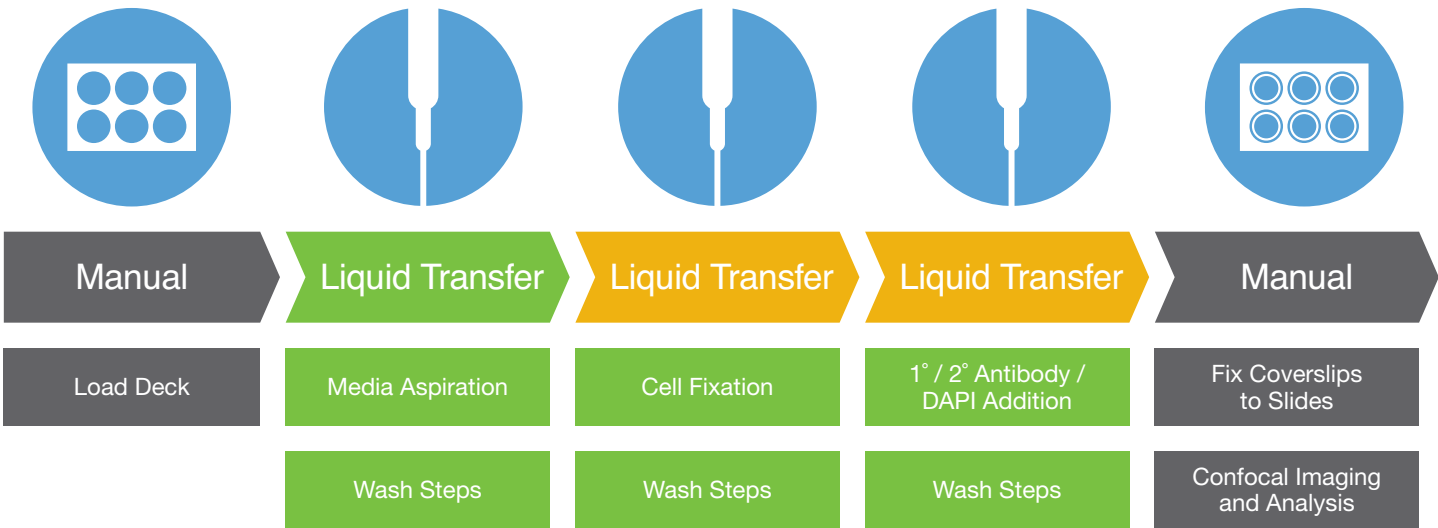 Manual
Liquid Transfer
Liquid Transfer
Liquid Transfer
Manual
Load Deck
Media Aspiration
Cell Fixation
1° / 2° Antibody /
DAPI Addition
Fix Coverslips
to Slides
Wash Steps
Wash Steps
Wash Steps
Confocal Imaging
and Analysis